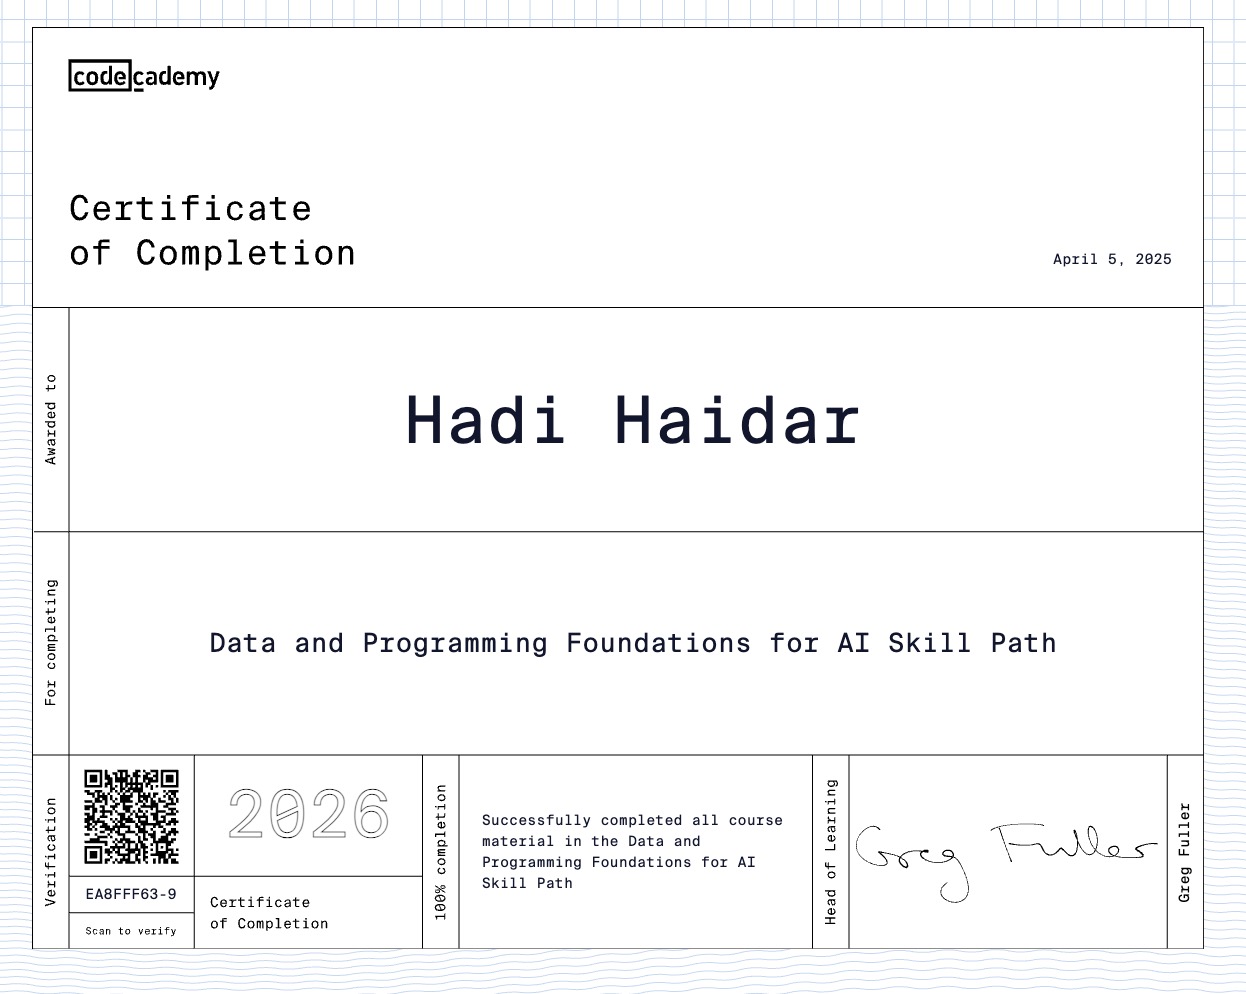 codecademy
Certificate
of Completion
April 5, 2025
Awarded to
Hadi Haidar
For completing
Data and Programming Foundations for AI Skill Path
Verification
EA8FFF63-9
Scan to verify
2026
Certificate
of Completion
100% completion
Successfully completed all course
material in the Data and
Programming Foundations for AI
Skill Path
Head of Learning
Greg Fuller
Greg Fuller